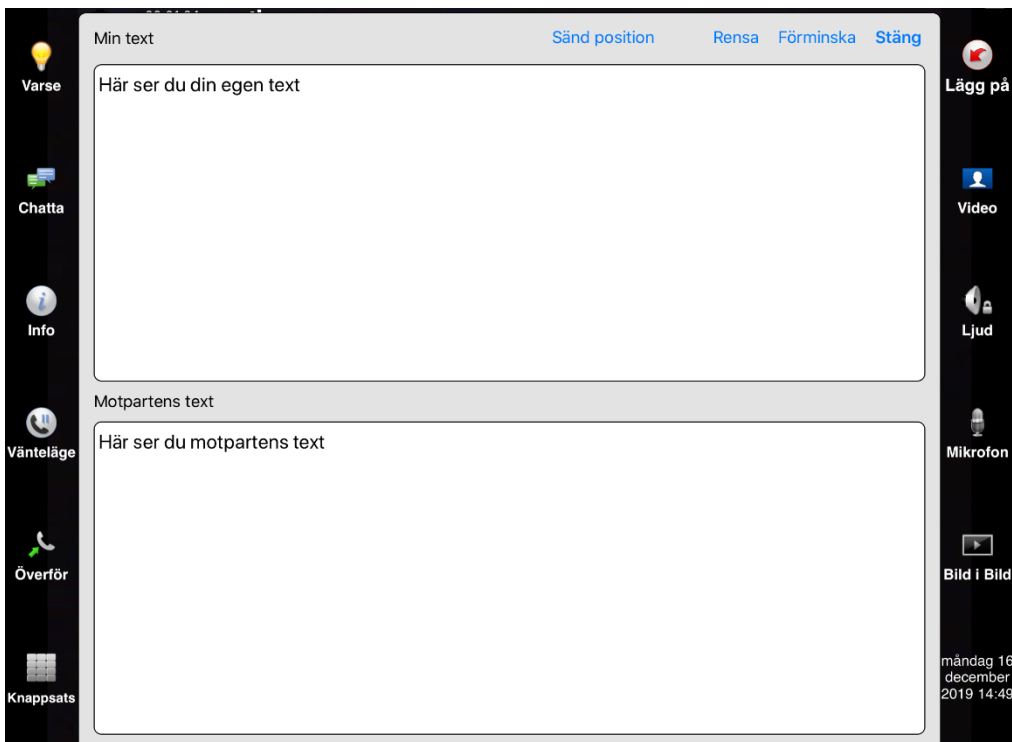 Min text
Sänd position
Rensa
Förminska
Stäng
Här ser du din egen text
Motpartens text
Här ser du motpartens text
Varse
Chatta
Info
Vänteläge
Överför
Knappsats
Lägg på
Video
Ljud
Mikrofon
Bild i Bild
måndag 16
december
2019 14:49